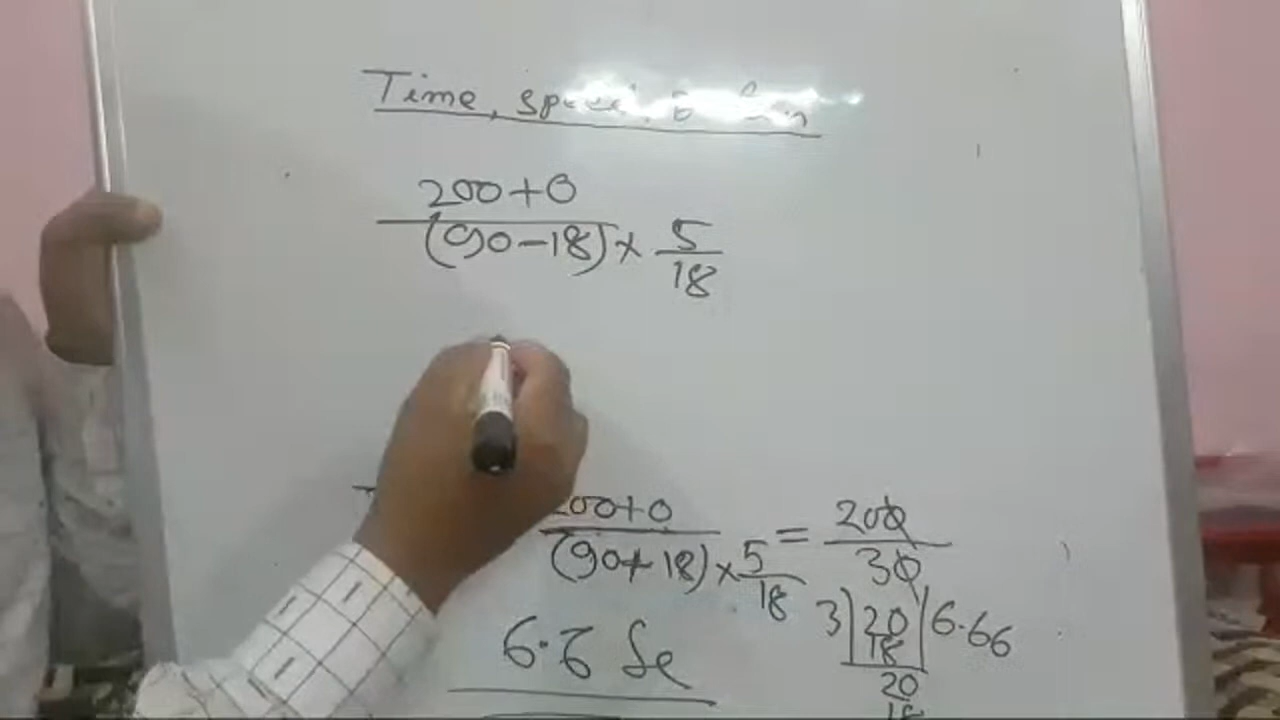 Time, Speed,
200+0
(90-18) × 5/18
200+0
(90+18) × 5/18 = 200/30
3|20|6.66
18
20
18
6.6 Se